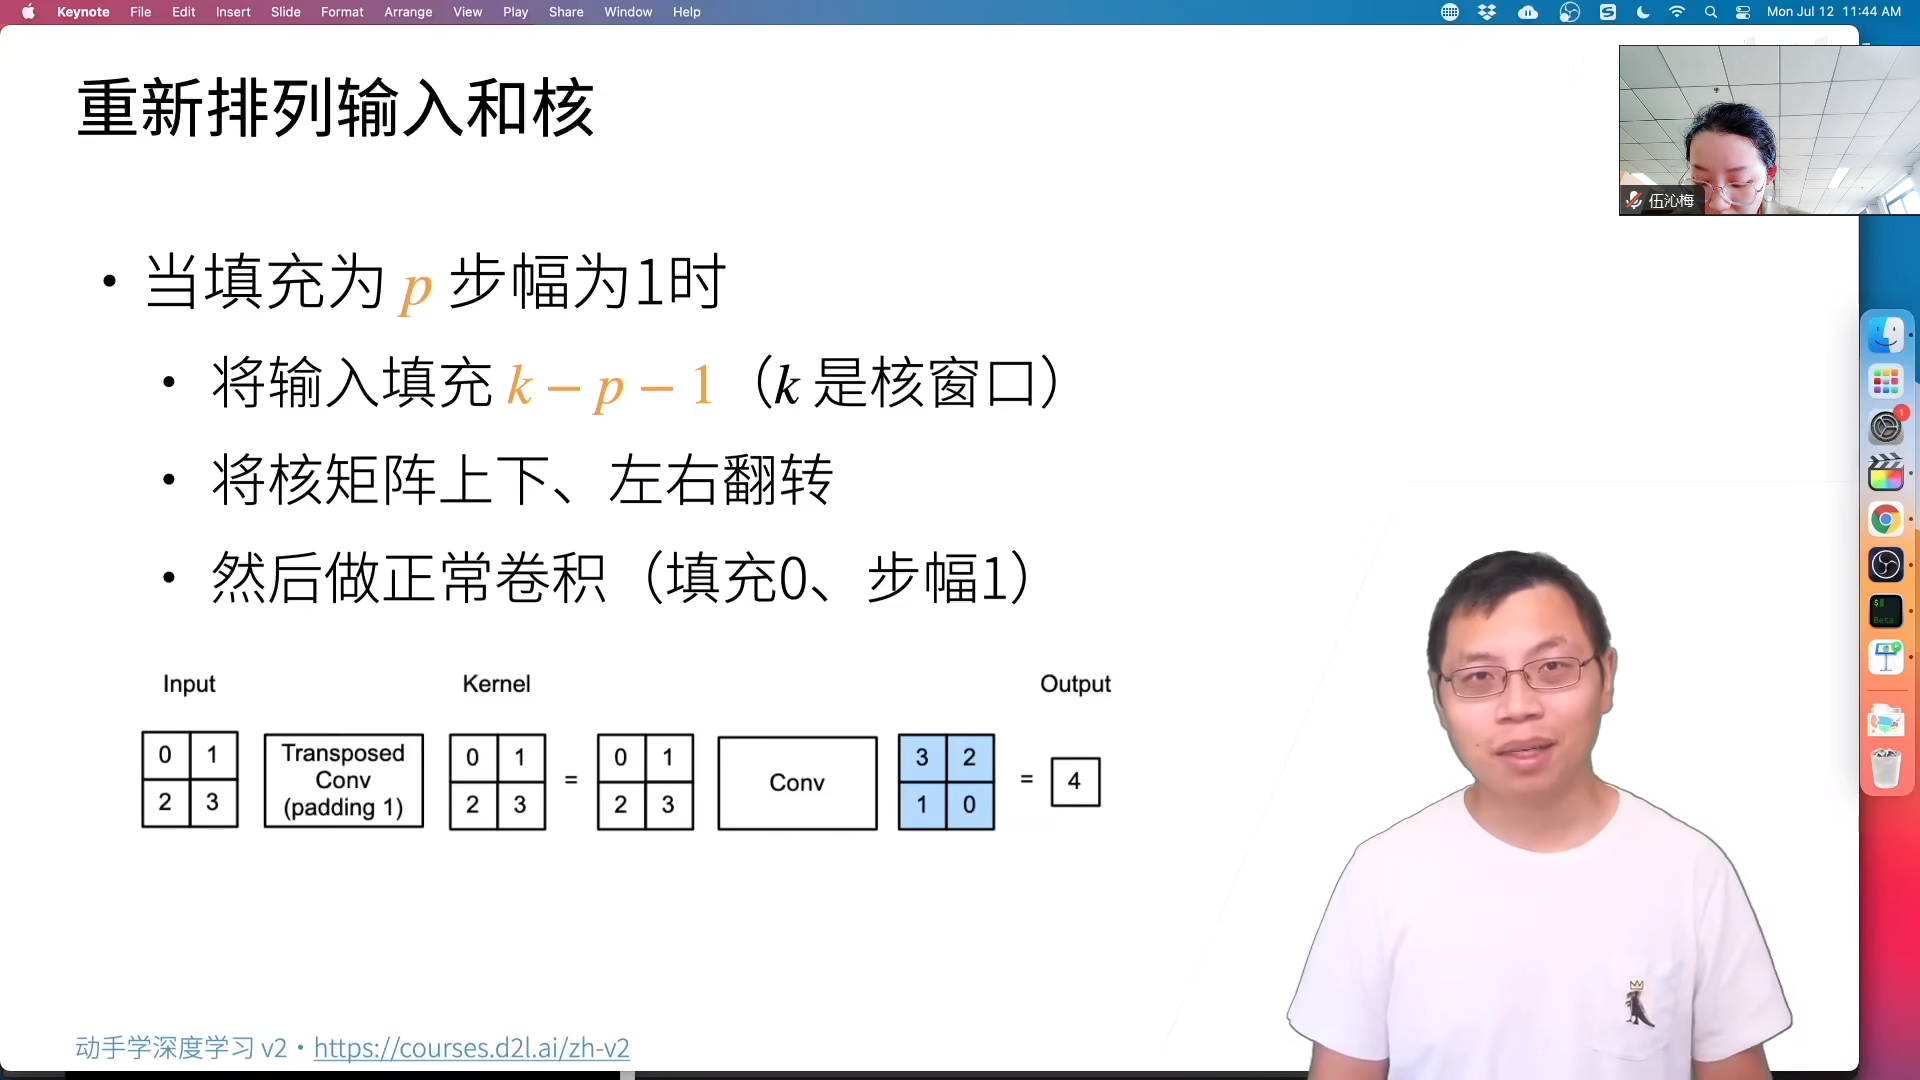 Keynote File Edit Insert Slide Format Arrange View Play Share Window Help
Mon Jul 12 11:44 AM
重新排列输入和核
伍沁梅
• 当填充为 p 步幅为1时
• 将输入填充 k − p − 1（k 是核窗口）
• 将核矩阵上下、左右翻转
• 然后做正常卷积（填充0、步幅1）
Input Kernel Output
0 1
2 3
Transposed
Conv
(padding 1)
0 1
2 3
=
0 1
2 3
Conv
3 2
1 0
=
4
动手学深度学习 v2 • https://courses.d2l.ai/zh-v2
1
$
Beta